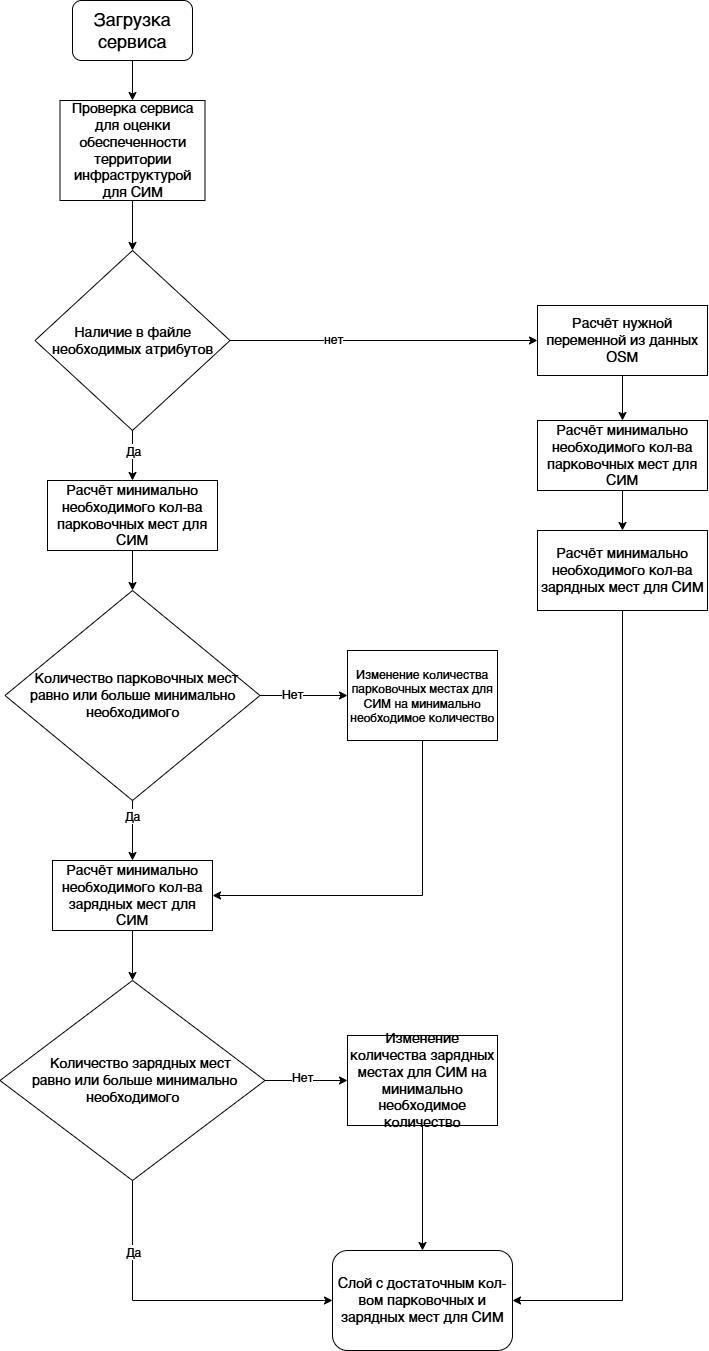 Загрузка
сервиса
Проверка сервиса
для оценки
обеспеченности
территории
инфраструктурой
для СИМ
Наличие в файле
необходимых атрибутов
нет
Расчёт нужной
переменной из данных
OSM
Расчёт минимально
необходимого кол-ва
парковочных мест для
СИМ
Расчёт минимально
необходимого кол-ва
зарядных мест для СИМ
Да
Расчёт минимально
необходимого кол-ва
парковочных мест для
СИМ
Количество парковочных мест
равно или больше минимально
необходимого
Нет
Изменение количества
парковочных местах для
СИМ на минимально
необходимое количество
Да
Расчёт минимально
необходимого кол-ва
зарядных мест для
СИМ
Количество зарядных мест
равно или больше минимально
необходимого
Нет
Изменение
количества зарядных
местах для СИМ на
минимально
необходимое
количество
Да
Слой с достаточным кол-
вом парковочных и
зарядных мест для СИМ